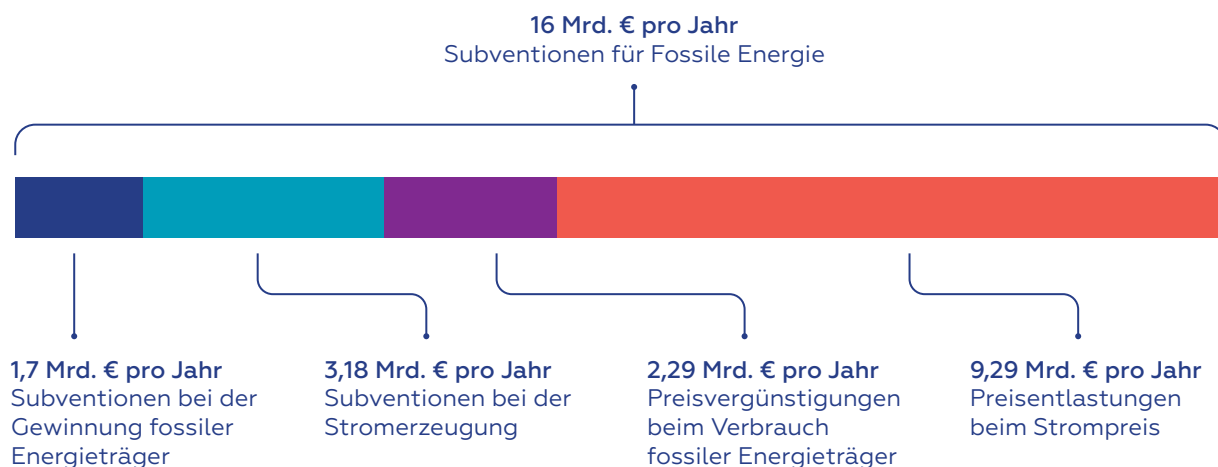 16 Mrd. € pro Jahr
Subventionen für Fossile Energie
1,7 Mrd. € pro Jahr
Subventionen bei der
Gewinnung fossiler
Energieträger
3,18 Mrd. € pro Jahr
Subventionen bei der
Stromerzeugung
2,29 Mrd. € pro Jahr
Preisvergünstigungen
beim Verbrauch
fossiler Energieträger
9,29 Mrd. € pro Jahr
Preisentlastungen
beim Strompreis